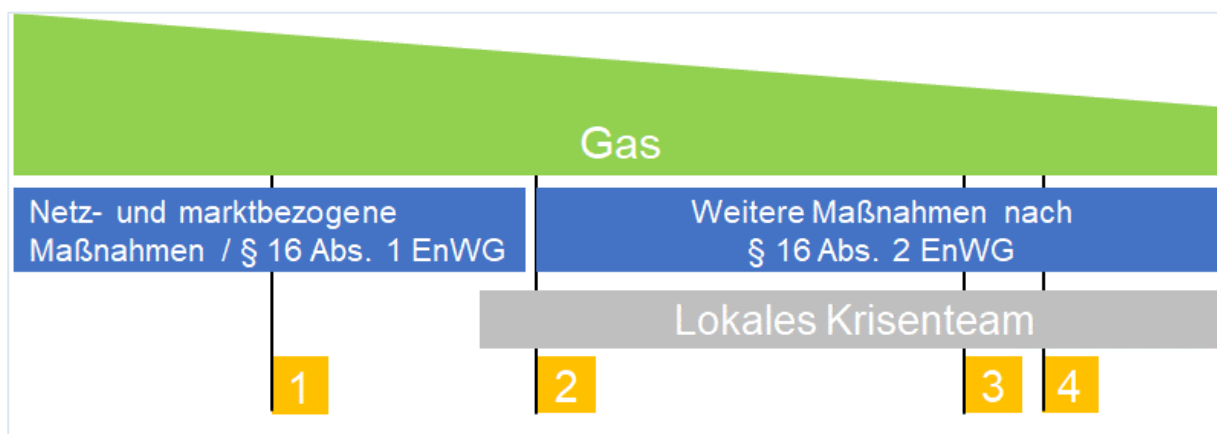 Gas
Netz- und marktbezogene
Maßnahmen / § 16 Abs. 1 EnWG
Weitere Maßnahmen nach
§ 16 Abs. 2 EnWG
Lokales Krisenteam
1
2
3
4